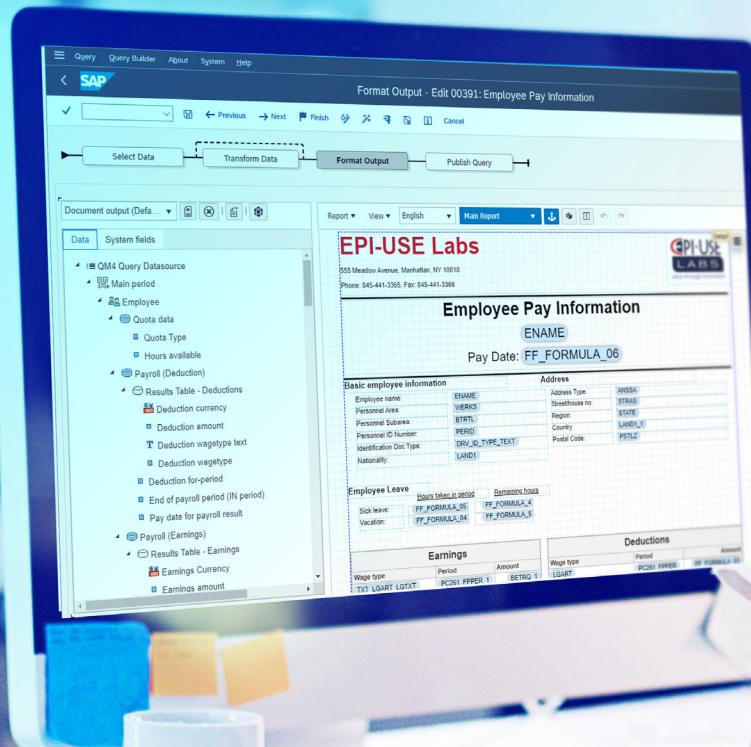 Query Query Builder About System Help
SAP
Format Output - Edit 00391: Employee Pay Information
Previous Next Finish Cancel
Select Data Transform Data Format Output Publish Query
Document output (Defa...
Report View English Main Report
Data System fields
QM4 Query Datasource
Main period
Employee
Quota data
Quota Type
Hours available
Payroll (Deduction)
Results Table - Deductions
Deduction currency
Deduction amount
Deduction wagetype text
Deduction wagetype
Deduction for-period
End of payroll period (IN period)
Pay date for payroll result
Payroll (Earnings)
Results Table - Earnings
Earnings Currency
Earnings amount
EPI-USE Labs
EPI-USE
LABS
555 Meadow Avenue, Manhattan, NY 10018
Phone: 845-441-3365, Fax: 845-441-3366
Employee Pay Information
ENAME
Pay Date: FF_FORMULA_06
Basic employee information
Employee name: ENAME
Personnel Area: WERKS
Personnel Subarea: BTRTL
Personnel ID Number: PERID
Identification Doc Type: DRV_ID_TYPE_TEXT
Nationality: LAND1
Address
Address Type: ANSSA
Street/house no: STRAS
Region: STATE
Country: LAND1_1
Postal Code: PSTLZ
Employee Leave
Hours taken in period Remaining hours
Sick leave: FF_FORMULA_05 FF_FORMULA_4
Vacation: FF_FORMULA_04 FF_FORMULA_5
Earnings
Wage type Period Amount
TXT_LGART_LGTXT PC261_FPPER_1 BETRG_1
Deductions
Wage type Period Amount
LGART PC261_FPPER